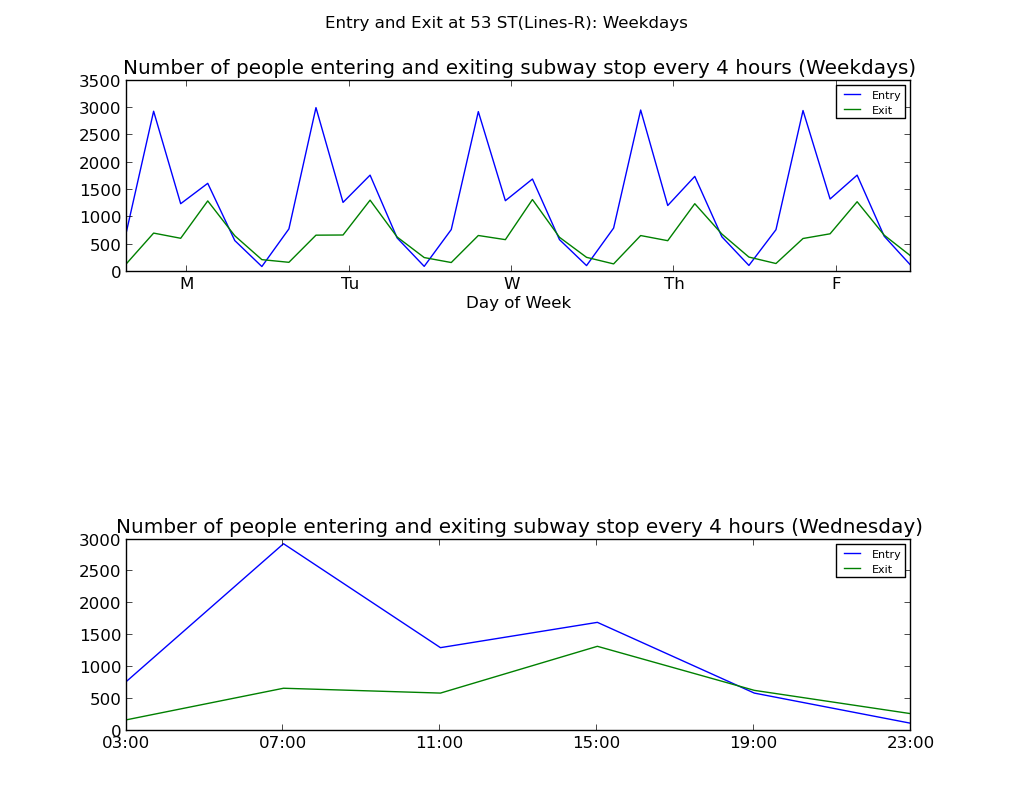 Entry and Exit at 53 ST(Lines-R): Weekdays
Number of people entering and exiting subway stop every 4 hours (Weekdays)
3500
3000
2500
2000
1500
1000
500
0
Entry
Exit
M Tu W Th F
Day of Week
Number of people entering and exiting subway stop every 4 hours (Wednesday)
3000
2500
2000
1500
1000
500
0
Entry
Exit
03:00 07:00 11:00 15:00 19:00 23:00